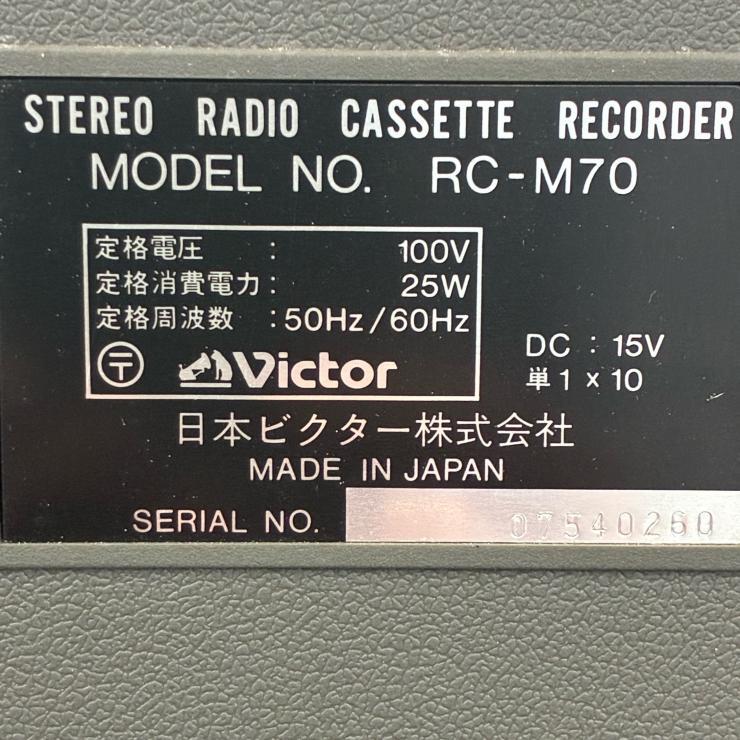 STEREO RADIO CASSETTE RECORDER
MODEL NO. RC-M70
定格電圧 : 100V
定格消費電力 : 25W
定格周波数 : 50Hz/60Hz
〒 Victor
DC : 15V
単1×10
日本ビクター株式会社
MADE IN JAPAN
SERIAL NO. 07540260